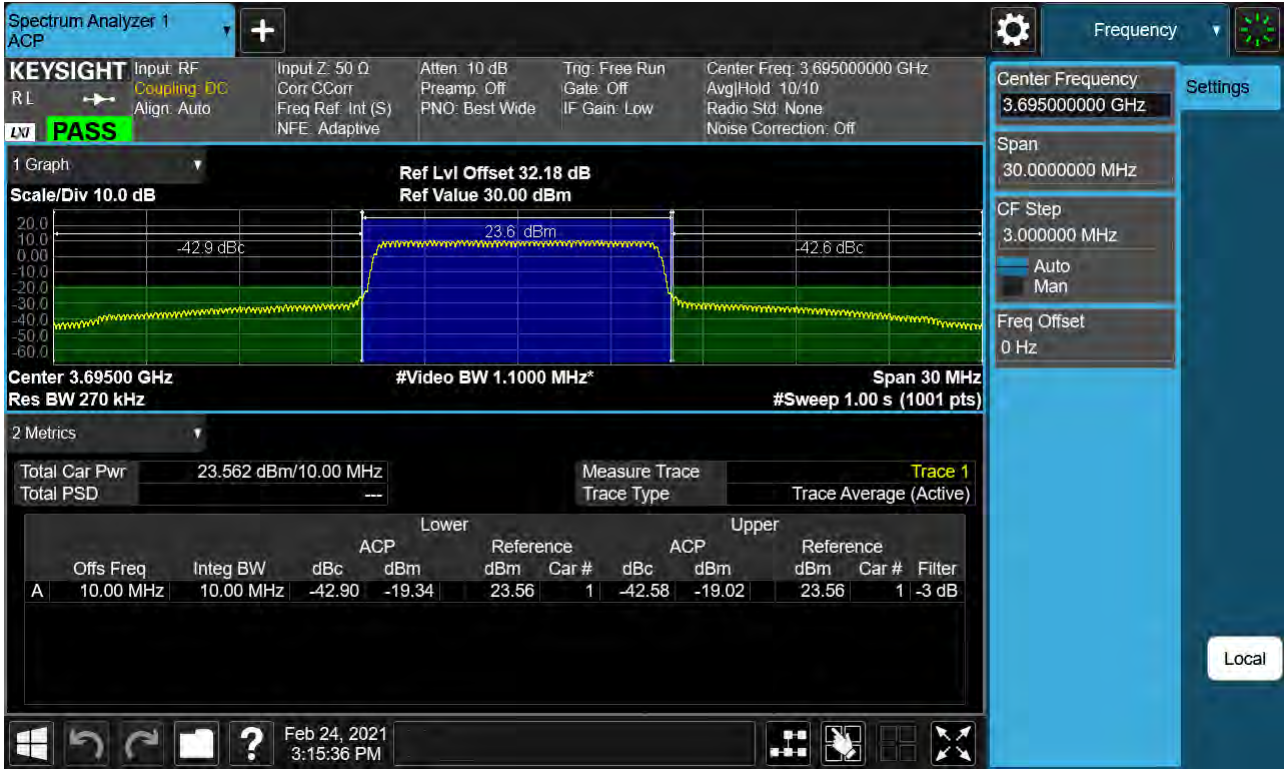 Spectrum Analyzer 1
ACP
+
Frequency
KEYSIGHT
RL
LXI
PASS
Input: RF
Coupling: DC
Align: Auto
Input Z: 50 Ω
Corr CCorr
Freq Ref: Int (S)
NFE: Adaptive
Atten: 10 dB
Preamp: Off
PNO: Best Wide
Trig: Free Run
Gate: Off
IF Gain: Low
Center Freq: 3.695000000 GHz
Avg|Hold: 10/10
Radio Std: None
Noise Correction: Off
1 Graph
Scale/Div 10.0 dB
Ref Lvl Offset 32.18 dB
Ref Value 30.00 dBm
20.0
10.0
0.00
-10.0
-20.0
-30.0
-40.0
-50.0
-60.0
-42.9 dBc
23.6 dBm
-42.6 dBc
Center 3.69500 GHz
#Video BW 1.1000 MHz*
Span 30 MHz
Res BW 270 kHz
#Sweep 1.00 s (1001 pts)
2 Metrics
Total Car Pwr 23.562 dBm/10.00 MHz
Total PSD ---
Measure Trace Trace 1
Trace Type Trace Average (Active)
Lower Upper
ACP Reference ACP Reference
Offs Freq Integ BW dBc dBm dBm Car # dBc dBm dBm Car # Filter
A 10.00 MHz 10.00 MHz -42.90 -19.34 23.56 1 -42.58 -19.02 23.56 1 -3 dB
?
Feb 24, 2021
3:15:36 PM
Center Frequency
3.695000000 GHz
Span
30.0000000 MHz
CF Step
3.000000 MHz
Auto
Man
Freq Offset
0 Hz
Settings
Local